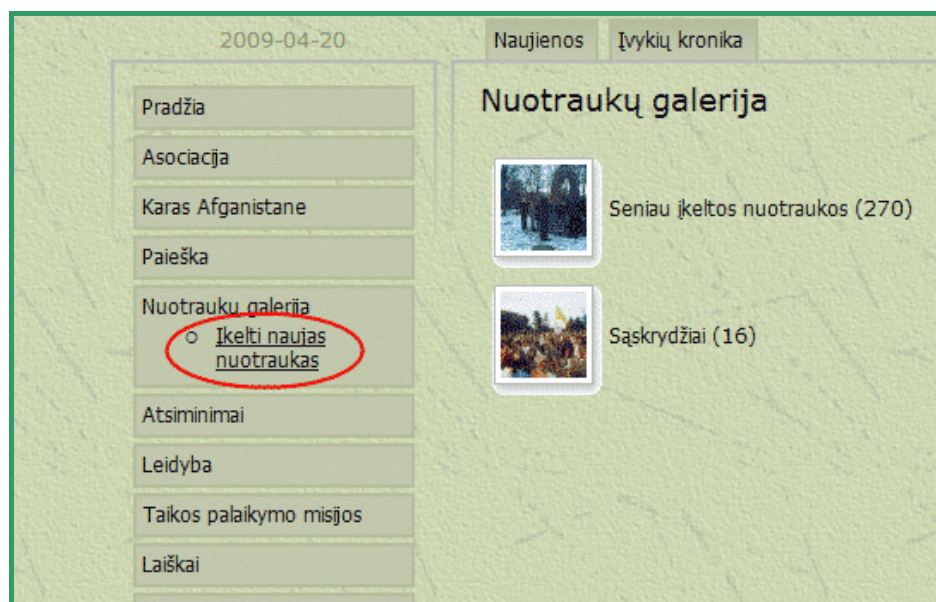 2009-04-20
Naujienos
Įvykių kronika
Pradžia
Asociacija
Karas Afganistane
Paieška
Nuotraukų galerija
Įkelti naujas
nuotraukas
Atsiminimai
Leidyba
Taikos palaikymo misijos
Laiškai
Nuotraukų galerija
Seniau įkeltos nuotraukos (270)
Sąskrydžiai (16)